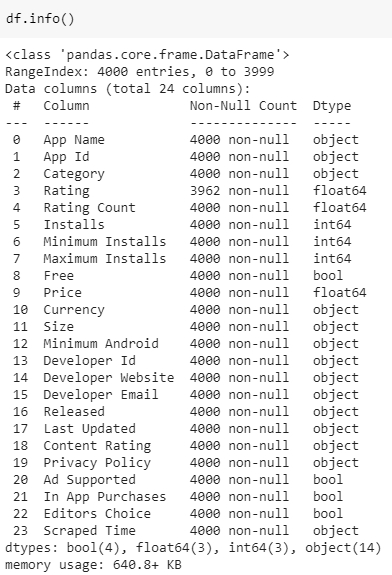 df.info()
<class 'pandas.core.frame.DataFrame'>
RangeIndex: 4000 entries, 0 to 3999
Data columns (total 24 columns):
 #   Column             Non-Null Count  Dtype
---  ------             --------------  -----
 0   App Name           4000 non-null   object
 1   App Id             4000 non-null   object
 2   Category           4000 non-null   object
 3   Rating             3962 non-null   float64
 4   Rating Count       4000 non-null   float64
 5   Installs           4000 non-null   int64
 6   Minimum Installs   4000 non-null   int64
 7   Maximum Installs   4000 non-null   int64
 8   Free               4000 non-null   bool
 9   Price              4000 non-null   float64
 10  Currency           4000 non-null   object
 11  Size               4000 non-null   object
 12  Minimum Android    4000 non-null   object
 13  Developer Id       4000 non-null   object
 14  Developer Website  4000 non-null   object
 15  Developer Email    4000 non-null   object
 16  Released           4000 non-null   object
 17  Last Updated       4000 non-null   object
 18  Content Rating     4000 non-null   object
 19  Privacy Policy     4000 non-null   object
 20  Ad Supported       4000 non-null   bool
 21  In App Purchases   4000 non-null   bool
 22  Editors Choice     4000 non-null   bool
 23  Scraped Time       4000 non-null   object
dtypes: bool(4), float64(3), int64(3), object(14)
memory usage: 640.8+ KB